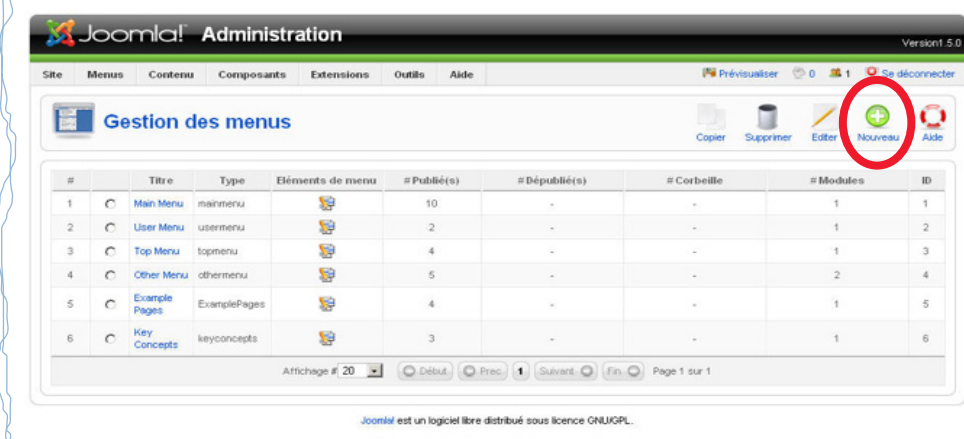 Joomla! Administration
Version1.5.0
Site Menus Contenu Composants Extensions Outils Aide Prévisualiser 0 1 Se déconnecter
Gestion des menus
Copier Supprimer Editer Nouveau Aide
# Titre Type Eléments de menu # Publié(s) # Dépublié(s) # Corbeille # Modules ID
1 Main Menu mainmenu 10 - - 1 1
2 User Menu usermenu 2 - - 1 2
3 Top Menu topmenu 4 - - 1 3
4 Other Menu othermenu 5 - - 2 4
5 Example Pages ExamplePages 4 - - 1 5
6 Key Concepts keyconcepts 3 - - 1 6
Affichage # 20 Début Prec. 1 Suivant Fin Page 1 sur 1
Joomla! est un logiciel libre distribué sous licence GNU/GPL.